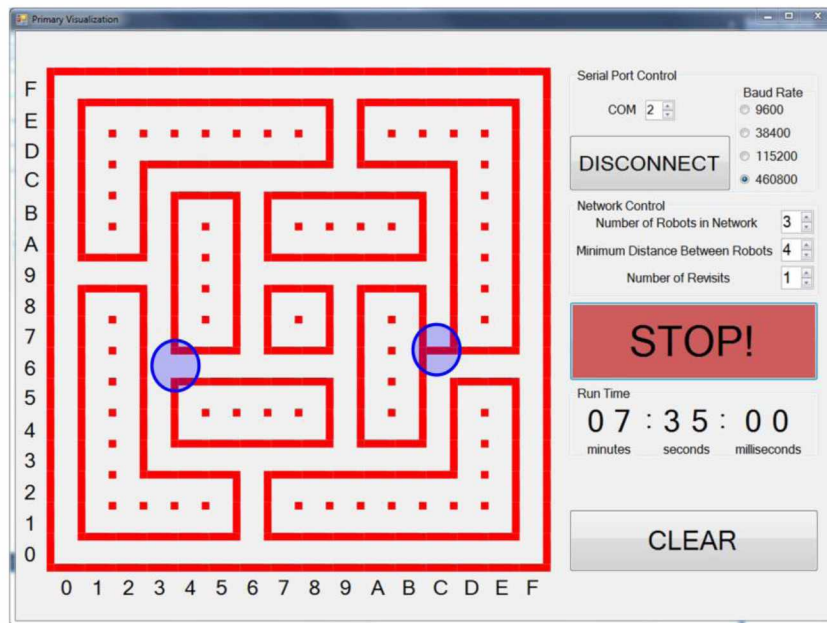 Primary Visualization
F
E
D
C
B
A
9
8
7
6
5
4
3
2
1
0
0 1 2 3 4 5 6 7 8 9 A B C D E F
Serial Port Control
COM 2
Baud Rate
9600
38400
115200
460800
DISCONNECT
Network Control
Number of Robots in Network 3
Minimum Distance Between Robots 4
Number of Revisits 1
STOP!
Run Time
07 : 35 : 00
minutes seconds milliseconds
CLEAR